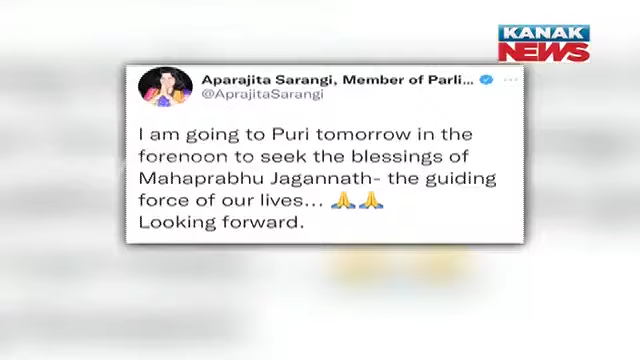 KANAK
NEWS
Aparajita Sarangi, Member of Parli...
@AprajitaSarangi
I am going to Puri tomorrow in the
forenoon to seek the blessings of
Mahaprabhu Jagannath- the guiding
force of our lives... 🙏🙏
Looking forward.